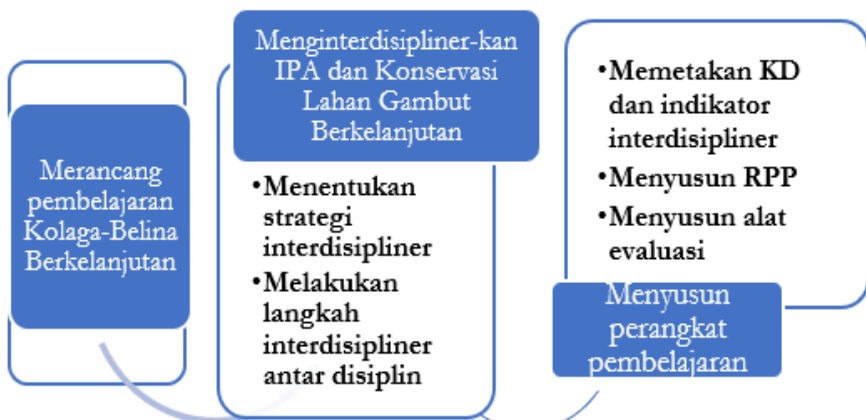 Merancang
pembelajaran
Kolaga-Belina
Berkelanjutan
Menginterdisipliner-kan
IPA dan Konservasi
Lahan Gambut
Berkelanjutan
•Menentukan
strategi
interdisipliner
•Melakukan
langkah
interdisipliner
antar disiplin
•Memetakan KD
dan indikator
interdisipliner
•Menyusun RPP
•Menyusun alat
evaluasi
Menyusun
perangkat
pembelajaran